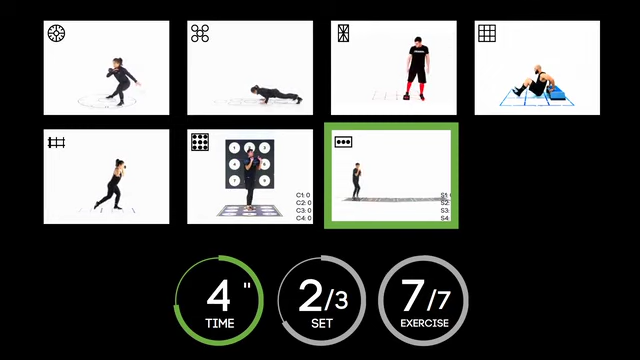 C1: 0
C2: 0
C3: 0
C4: 0
S1:
S2:
S3:
S4:
4 "
TIME
2/3
SET
7/7
EXERCISE